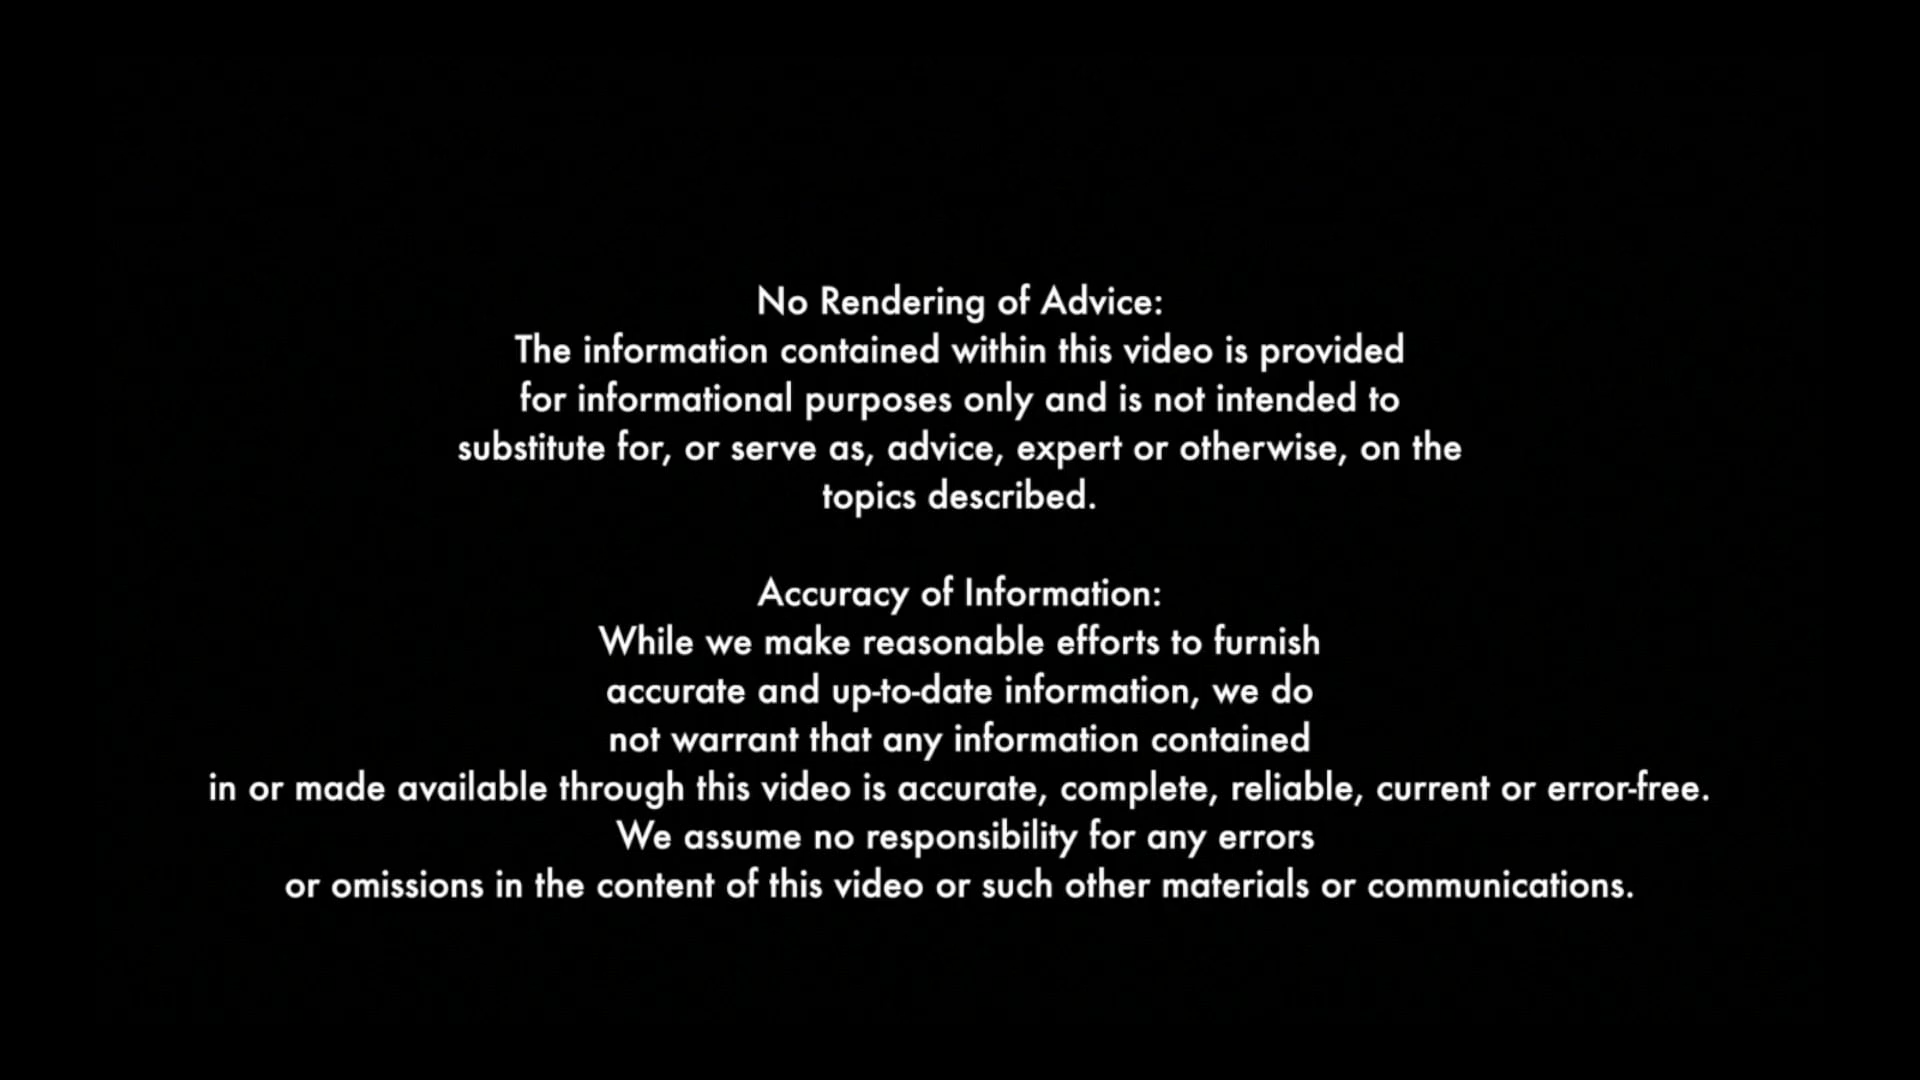 No Rendering of Advice:
The information contained within this video is provided
for informational purposes only and is not intended to
substitute for, or serve as, advice, expert or otherwise, on the
topics described.
Accuracy of Information:
While we make reasonable efforts to furnish
accurate and up-to-date information, we do
not warrant that any information contained
in or made available through this video is accurate, complete, reliable, current or error-free.
We assume no responsibility for any errors
or omissions in the content of this video or such other materials or communications.